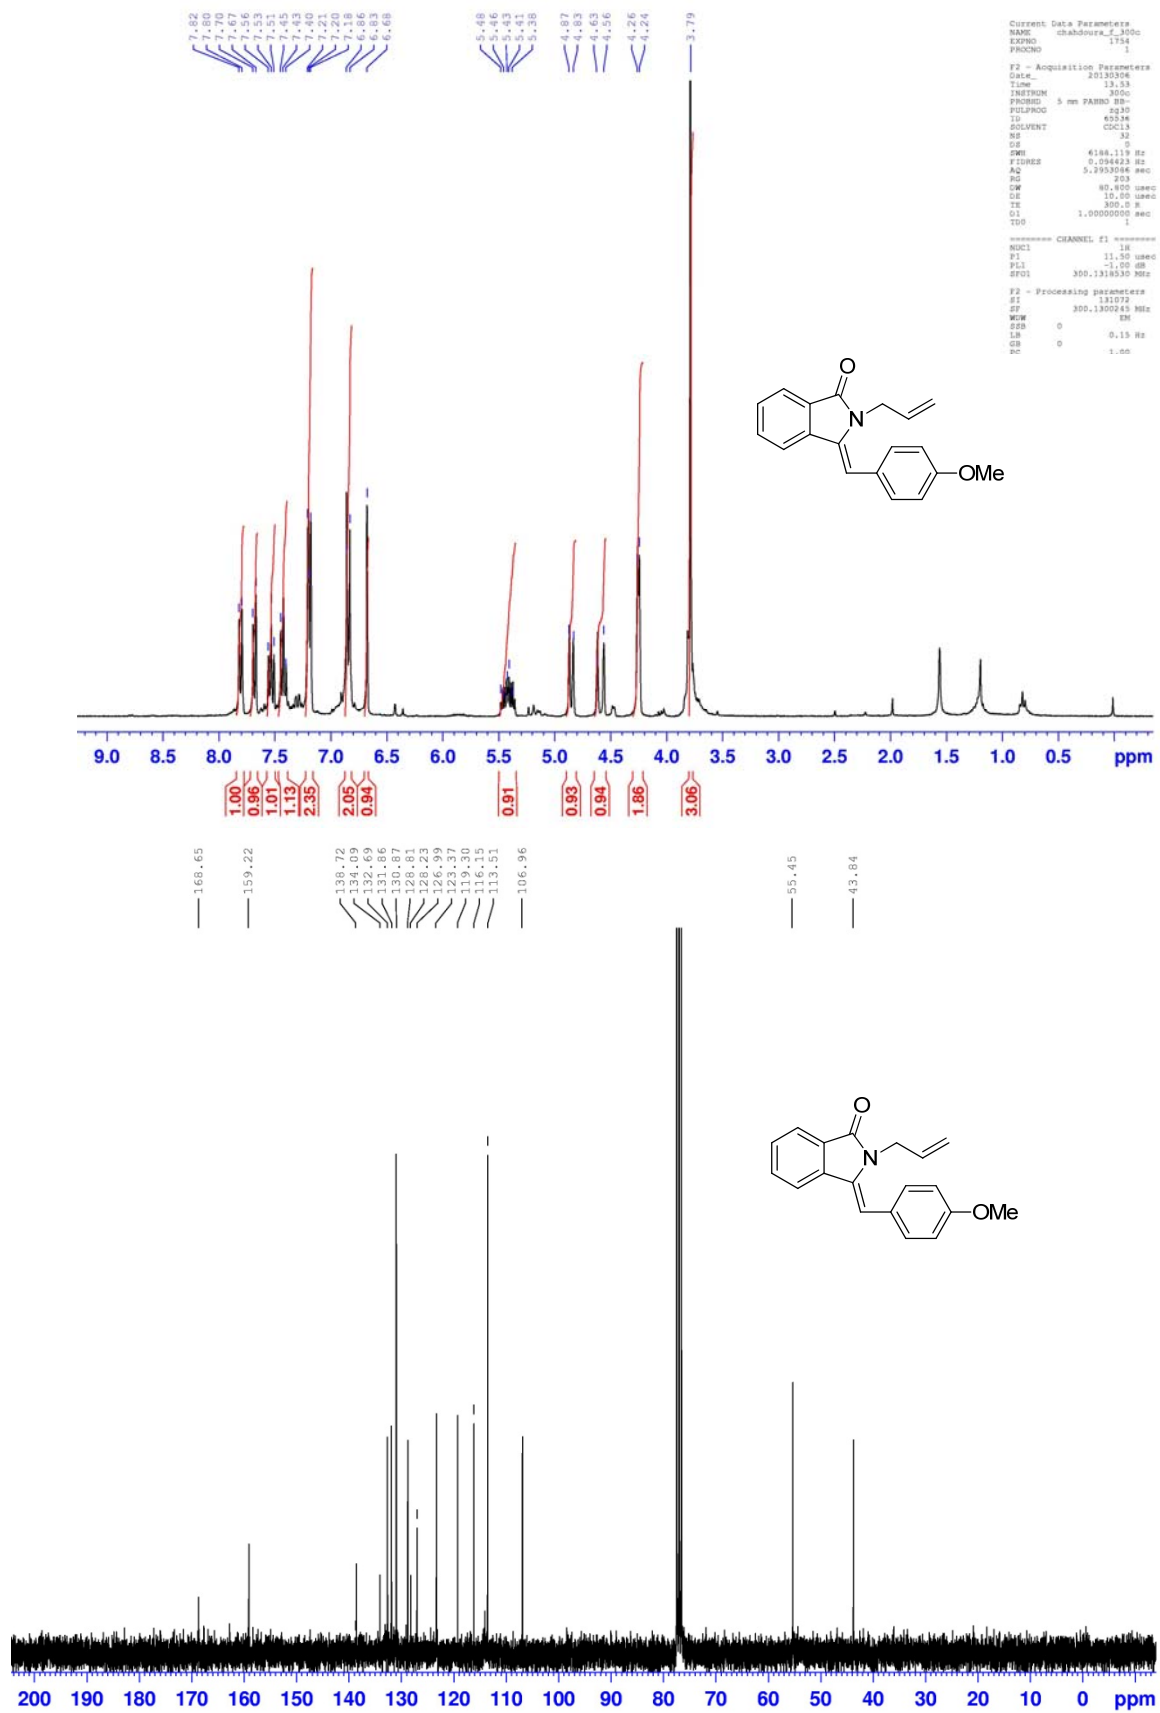 7.82
7.80
7.70
7.67
7.56
7.53
7.51
7.45
7.43
7.40
7.21
7.20
7.18
6.86
6.83
6.68
5.48
5.46
5.43
5.41
5.38
4.87
4.83
4.63
4.56
4.26
4.24
3.79
Current Data Parameters
NAME chahdoura_f_300c
EXPNO 1754
PROCNO 1
F2 - Acquisition Parameters
Date_ 20130306
Time 13.53
INSTRUM 300c
PROBHD 5 mm PABBO BB-
PULPROG zg30
TD 65536
SOLVENT CDCl3
NS 32
DS 0
SWH 6188.119 Hz
FIDRES 0.094423 Hz
AQ 5.2953086 sec
RG 203
DW 80.800 usec
DE 10.00 usec
TE 300.0 K
D1 1.00000000 sec
TD0 1
======== CHANNEL f1 ========
NUC1 1H
P1 11.50 usec
PL1 -1.00 dB
SFO1 300.1318530 MHz
F2 - Processing parameters
SI 131072
SF 300.1300245 MHz
WDW EM
SSB 0
LB 0.15 Hz
GB 0
PC 1.00
O
N
OMe
9.0 8.5 8.0 7.5 7.0 6.5 6.0 5.5 5.0 4.5 4.0 3.5 3.0 2.5 2.0 1.5 1.0 0.5 ppm
1.00
0.96
1.01
1.13
2.35
2.05
0.94
0.91
0.93
0.94
1.86
3.06
168.65
159.22
138.72
134.09
132.69
131.86
130.87
128.81
128.23
126.99
123.37
119.30
116.15
113.51
106.96
55.45
43.84
O
N
OMe
200 190 180 170 160 150 140 130 120 110 100 90 80 70 60 50 40 30 20 10 0 ppm